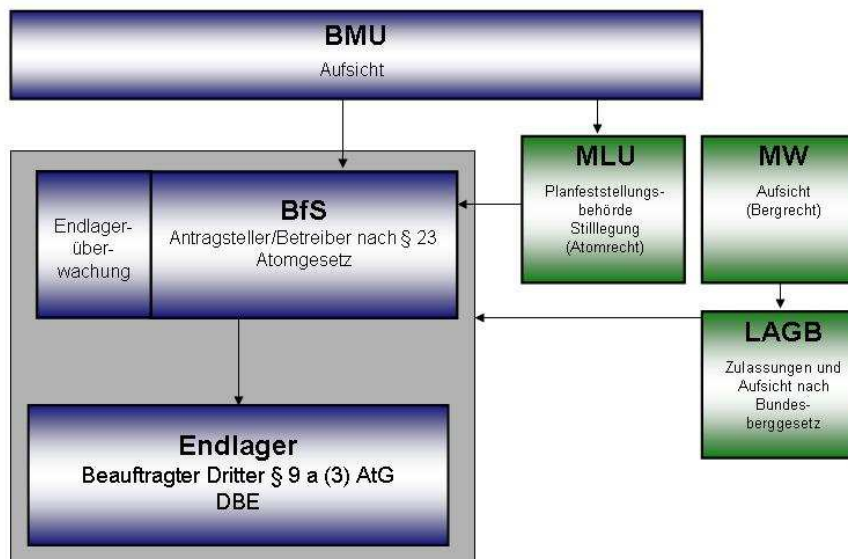 BMU
Aufsicht
MLU
Planfeststellungs-
behörde
Stilllegung
(Atomrecht)
MW
Aufsicht
(Bergrecht)
Endlager-
über-
wachung
BfS
Antragsteller/Betreiber nach § 23
Atomgesetz
LAGB
Zulassungen und
Aufsicht nach
Bundes-
berggesetz
Endlager
Beauftragter Dritter § 9 a (3) AtG
DBE